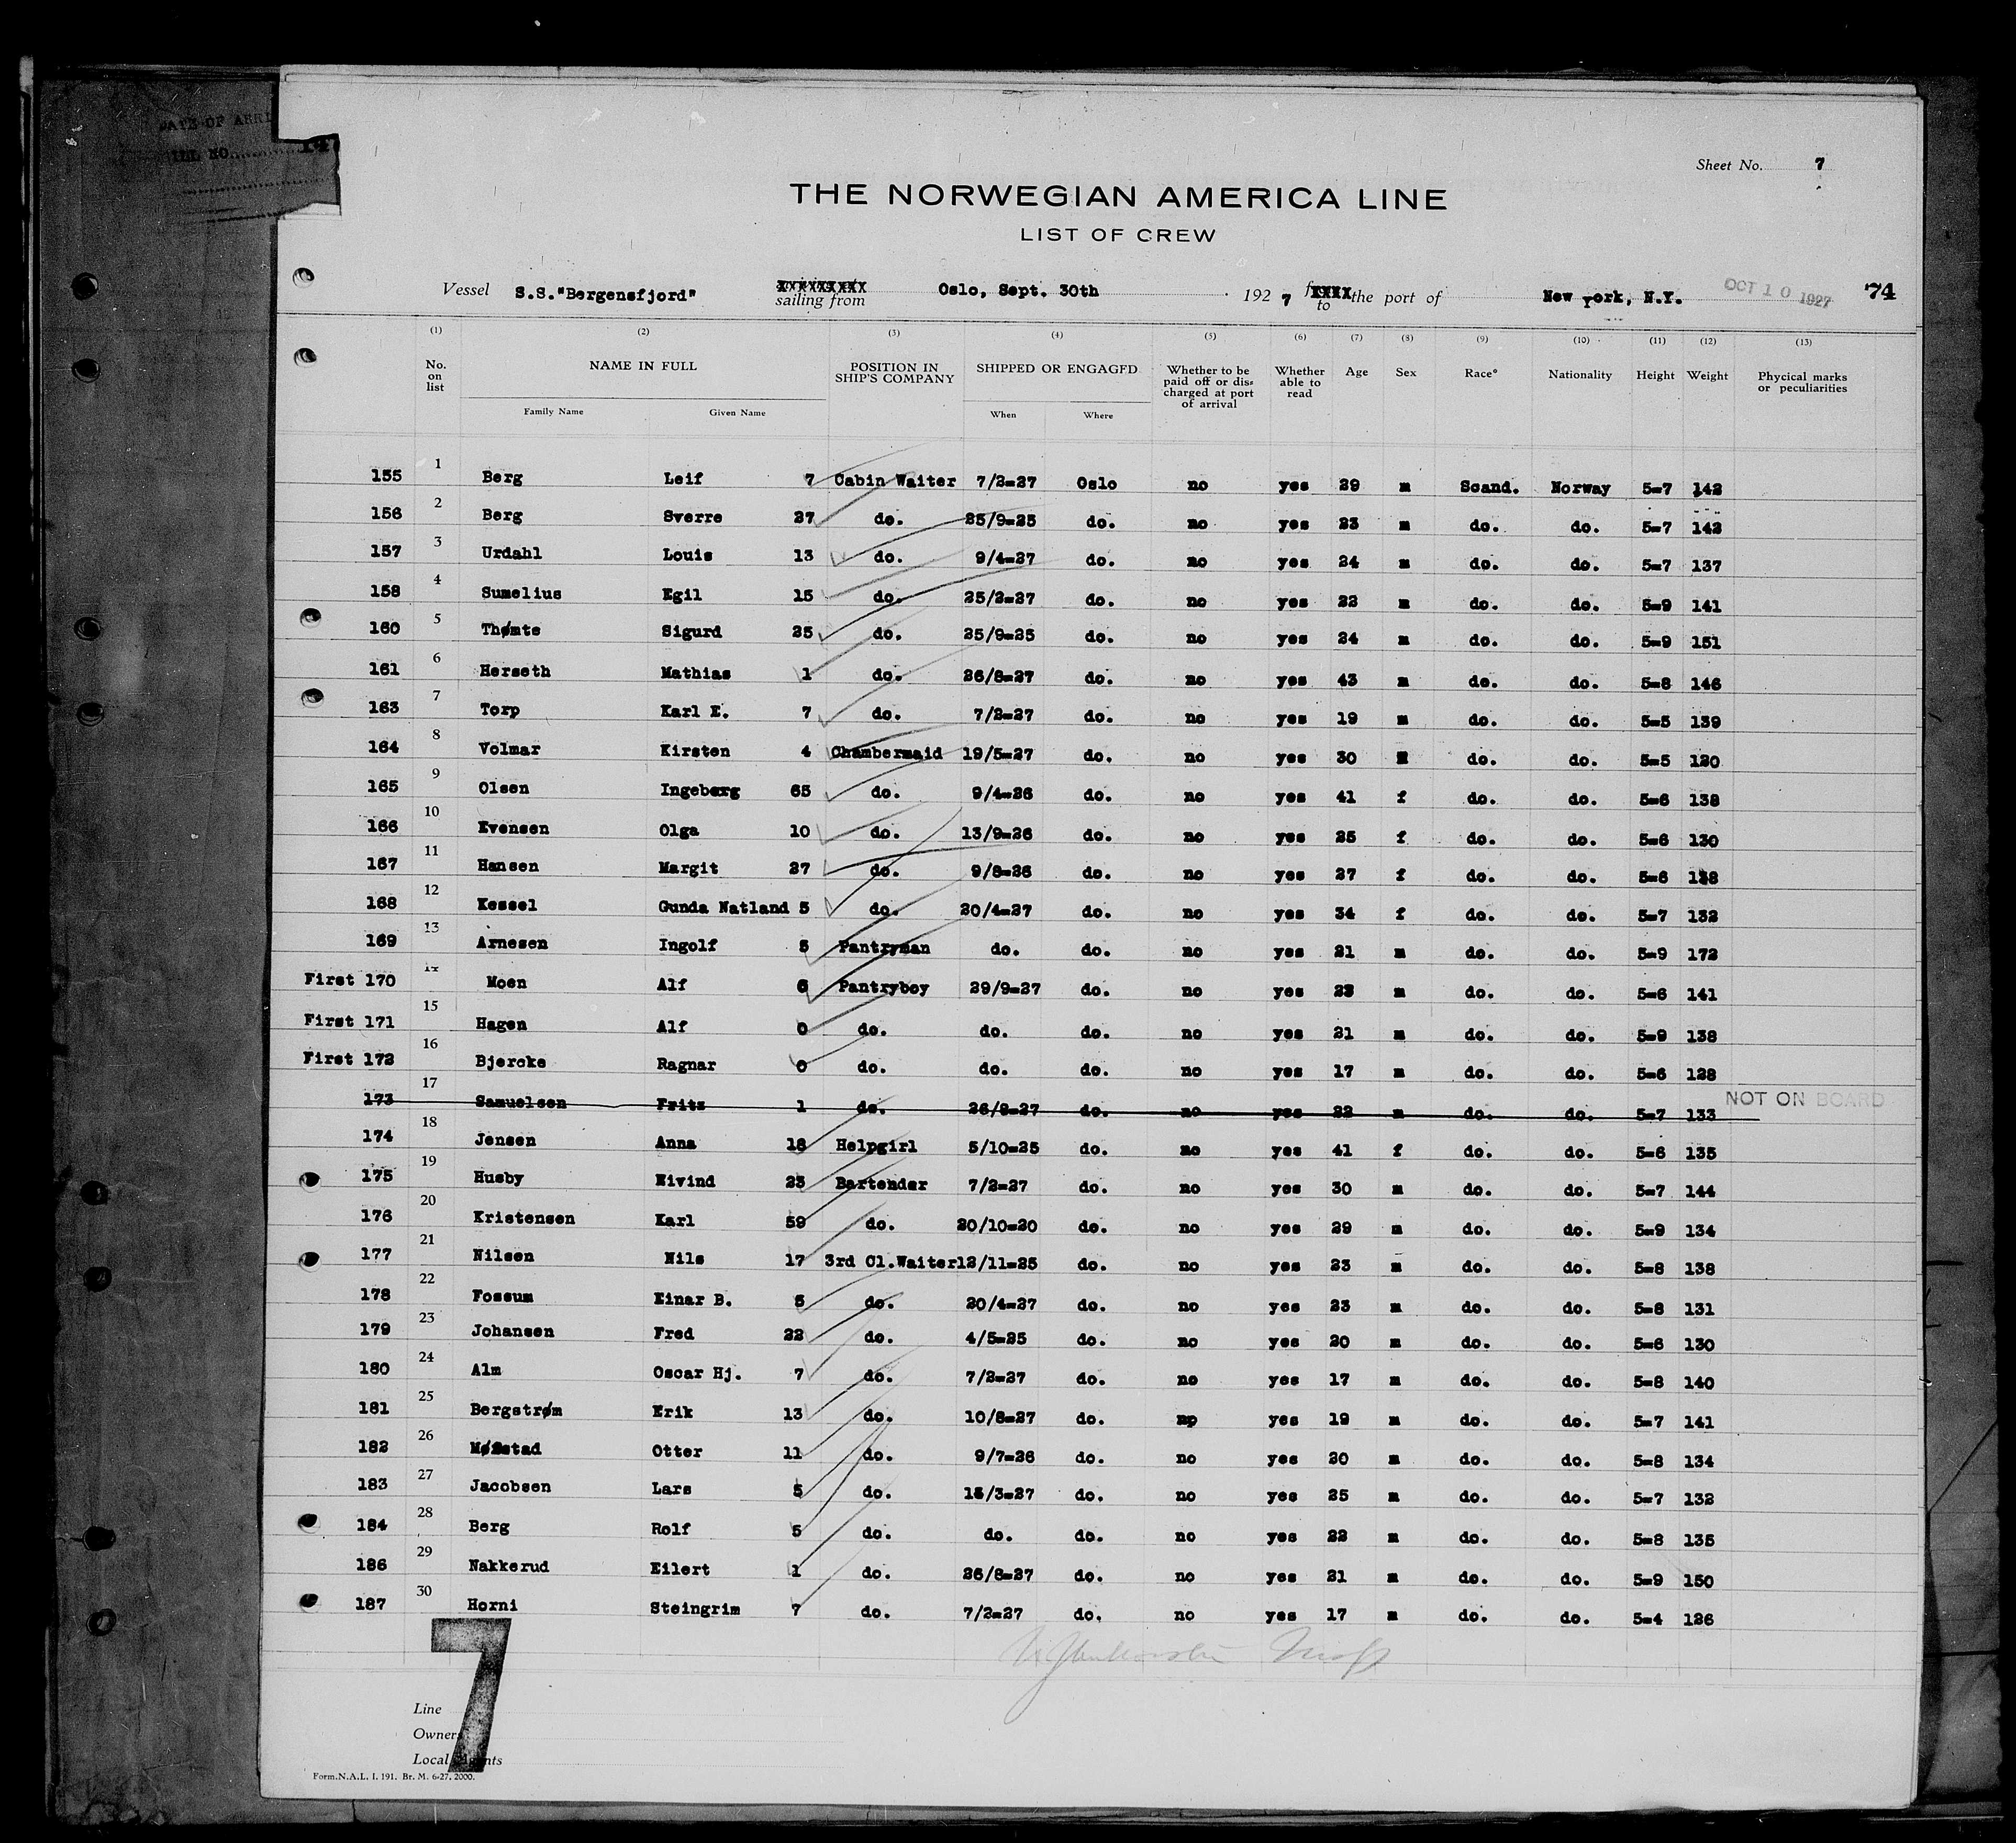 DATE OF ARRI
NO. 147
Sheet No. 7
THE NORWEGIAN AMERICA LINE
LIST OF CREW
Vessel S.S."Bergensfjord" sailing from Oslo, Sept. 30th 1927 to the port of New York, N.Y. OCT 10 1927 74
(1) (2) (3) (4) (5) (6) (7) (8) (9) (10) (11) (12) (13)
No. on list NAME IN FULL POSITION IN SHIP'S COMPANY SHIPPED OR ENGAGED Whether to be paid off or discharged at port of arrival Whether able to read Age Sex Race* Nationality Height Weight Phycical marks or peculiarities
Family Name Given Name When Where
155 1 Berg Leif 7 Cabin Waiter 7/2-27 Oslo no yes 29 m Scand. Norway 5-7 142
156 2 Berg Sverre 27 do. 25/9-25 do. no yes 23 m do. do. 5-7 142
157 3 Urdahl Louis 13 do. 9/4-27 do. no yes 24 m do. do. 5-7 137
158 4 Sumelius Egil 15 do. 25/2-27 do. no yes 22 m do. do. 5-9 141
160 5 Thømte Sigurd 25 do. 25/9-25 do. no yes 24 m do. do. 5-9 151
161 6 Herseth Mathias 1 do. 26/8-27 do. no yes 43 m do. do. 5-8 146
163 7 Torp Karl E. 7 do. 7/2-27 do. no yes 19 m do. do. 5-5 139
164 8 Volmar Kirsten 4 Chambermaid 19/5-27 do. no yes 30 do. do. 5-5 120
165 9 Olsen Ingeborg 65 do. 9/4-26 do. no yes 41 f do. do. 5-6 138
166 10 Evensen Olga 10 do. 13/9-26 do. no yes 25 f do. do. 5-6 130
167 11 Hansen Margit 27 do. 9/8-26 do. no yes 27 f do. do. 5-6 138
168 12 Kessel Gunda Natland 5 do. 20/4-27 do. no yes 34 f do. do. 5-7 132
169 13 Arnesen Ingolf 5 Pantryman do. do. no yes 21 m do. do. 5-9 172
First 170 14 Moen Alf 6 Pantryboy 29/9-27 do. no yes 23 m do. do. 5-6 141
First 171 15 Hagen Alf 0 do. do. do. no yes 21 m do. do. 5-9 138
First 172 16 Bjercke Ragnar 0 do. do. do. no yes 17 m do. do. 5-6 128
173 17 Samuelsen Fritz 1 do. 26/8-27 do. no yes 22 m do. do. 5-7 133 NOT ON BOARD
174 18 Jensen Anna 18 Helpgirl 5/10-25 do. no yes 41 f do. do. 5-6 135
175 19 Husby Eivind 23 Bartender 7/2-27 do. no yes 30 m do. do. 5-7 144
176 20 Kristensen Karl 59 do. 20/10-20 do. no yes 29 m do. do. 5-9 134
177 21 Nilsen Nils 17 3rd Cl.Waiter 12/11-25 do. no yes 23 m do. do. 5-8 138
178 22 Fossum Einar B. 5 do. 20/4-27 do. no yes 23 m do. do. 5-8 131
179 23 Johansen Fred 22 do. 4/5-25 do. no yes 20 m do. do. 5-6 130
180 24 Alm Oscar Hj. 7 do. 7/2-27 do. no yes 17 m do. do. 5-8 140
181 25 Bergstrøm Erik 13 do. 10/8-27 do. np yes 19 m do. do. 5-7 141
182 26 Otter 11 do. 9/7-26 do. no yes 20 m do. do. 5-8 134
183 27 Jacobsen Lars 5 do. 18/3-27 do. no yes 25 m do. do. 5-7 132
184 28 Berg Rolf 5 do. do. do. no yes 22 m do. do. 5-8 135
186 29 Nakkerud Eilert 1 do. 26/8-27 do. no yes 21 m do. do. 5-9 150
187 30 Horni Steingrim 7 do. 7/2-27 do. no yes 17 m do. do. 5-4 126
7
Line
Owners
Local Agents
Form.N.A.L. I. 191. Br. M. 6-27. 2000.